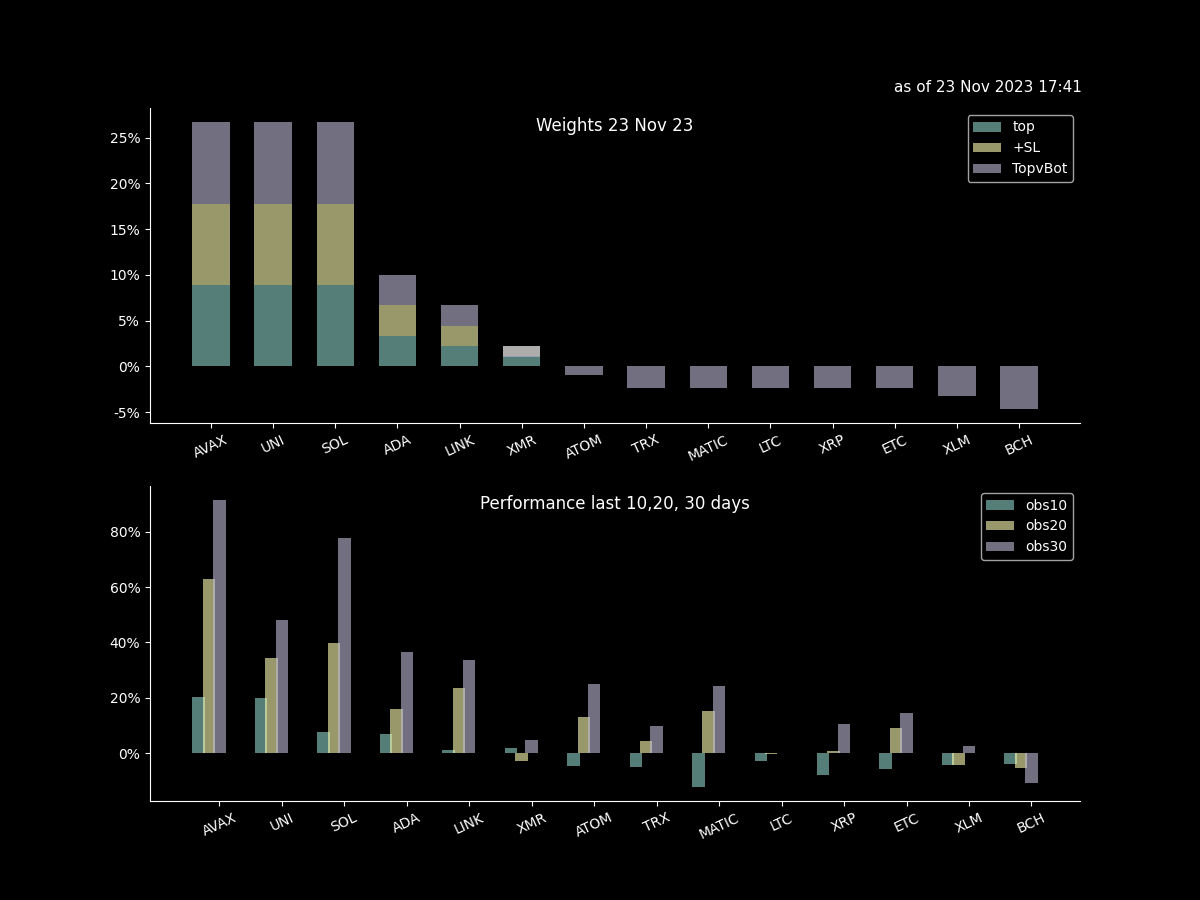 as of 23 Nov 2023 17:41
Weights 23 Nov 23
top
+SL
TopvBot
25%
20%
15%
10%
5%
0%
-5%
AVAX UNI SOL ADA LINK XMR ATOM TRX MATIC LTC XRP ETC XLM BCH
Performance last 10,20, 30 days
obs10
obs20
obs30
80%
60%
40%
20%
0%
AVAX UNI SOL ADA LINK XMR ATOM TRX MATIC LTC XRP ETC XLM BCH